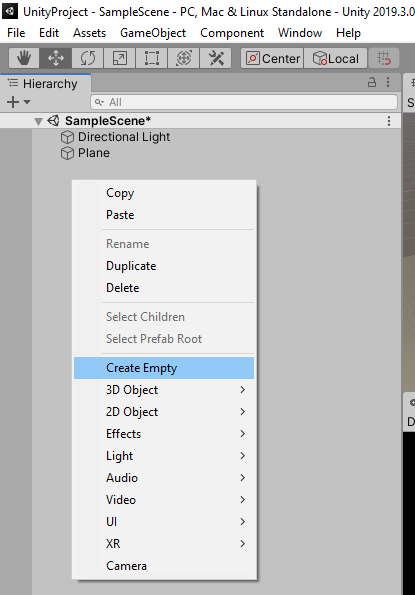 UnityProject - SampleScene - PC, Mac & Linux Standalone - Unity 2019.3.0
File Edit Assets GameObject Component Window Help
Center Local
Hierarchy
All
SampleScene*
Directional Light
Plane
Copy
Paste
Rename
Duplicate
Delete
Select Children
Select Prefab Root
Create Empty
3D Object
2D Object
Effects
Light
Audio
Video
UI
XR
Camera